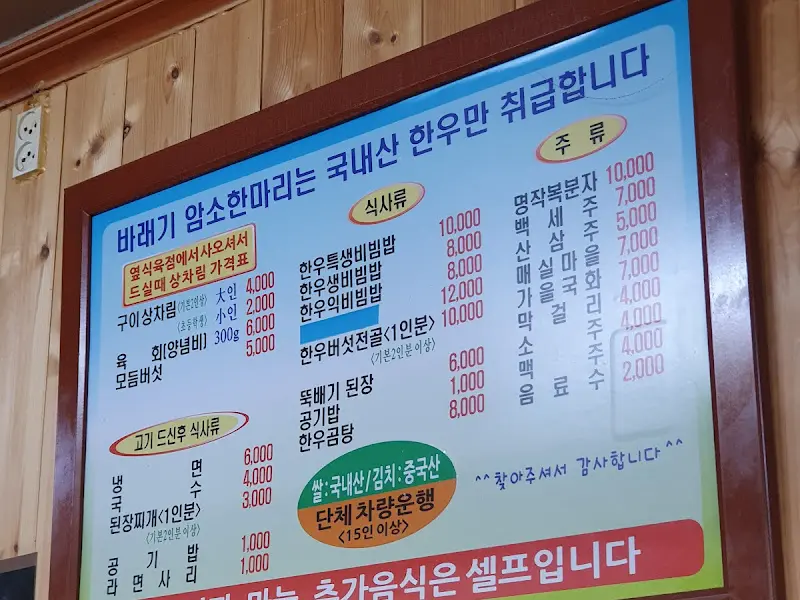 바래기 암소한마리는 국내산 한우만 취급합니다
옆식육점에서사오셔서
드실때 상차림 가격표
구이상차림(기본2인상) 大인 4,000
(초등학생) 小인 2,000
육 회[양념비] 300g 6,000
모듬버섯 5,000
고기 드신후 식사류
냉 면 6,000
국 수 4,000
된장찌개<1인분> 3,000
(기본2인분이상)
공 기 밥 1,000
라 면 사 리 1,000
식사류
한우특생비빔밥 10,000
한우생비빔밥 8,000
한우익비빔밥 8,000
12,000
한우버섯전골<1인분> 10,000
(기본2인분이상)
뚝배기 된장 6,000
공기밥 1,000
한우곰탕 8,000
쌀:국내산/김치:중국산
단체 차량운행
<15인 이상>
주 류
명작복분자 10,000
백 세 주 7,000
산 삼 주 5,000
매실마을 7,000
가을국화 7,000
막 걸 리 4,000
소 주 4,000
맥 주 4,000
음 료 수 2,000
^^찾아주셔서 감사합니다^^
마늘 추가음식은 셀프입니다